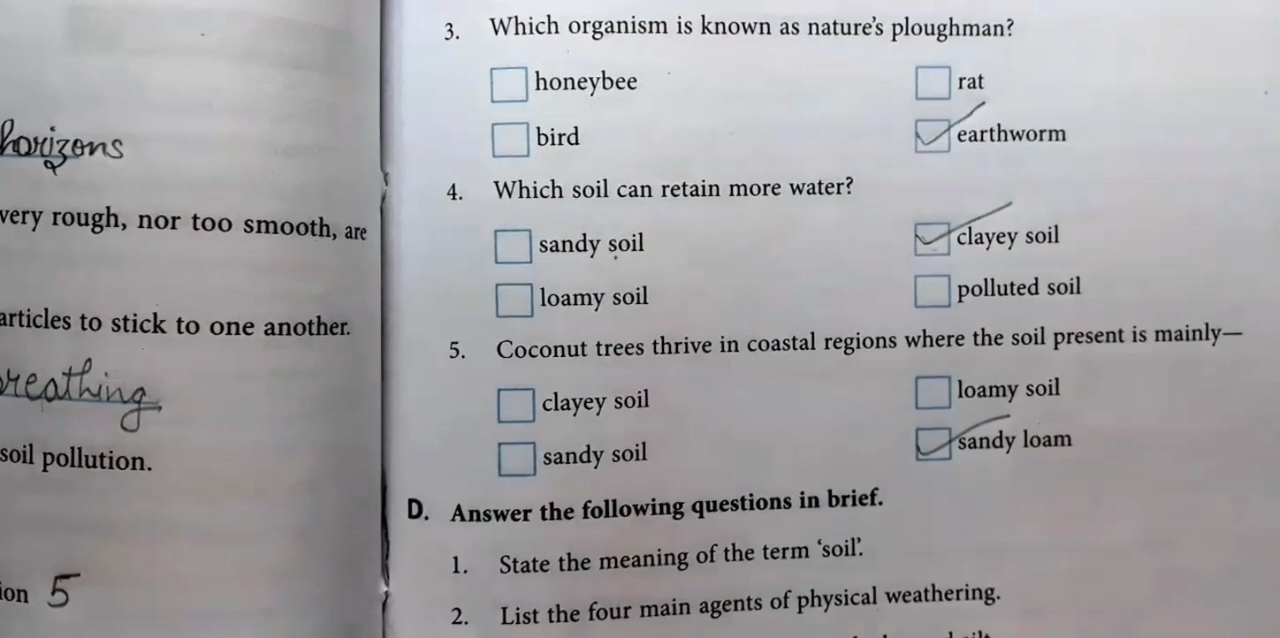 horizons
very rough, nor too smooth, are
articles to stick to one another.
breathing
soil pollution.
ion 5
3. Which organism is known as nature's ploughman?
honeybee
rat
bird
earthworm
4. Which soil can retain more water?
sandy soil
clayey soil
loamy soil
polluted soil
5. Coconut trees thrive in coastal regions where the soil present is mainly—
clayey soil
loamy soil
sandy soil
sandy loam
D. Answer the following questions in brief.
1. State the meaning of the term 'soil'.
2. List the four main agents of physical weathering.